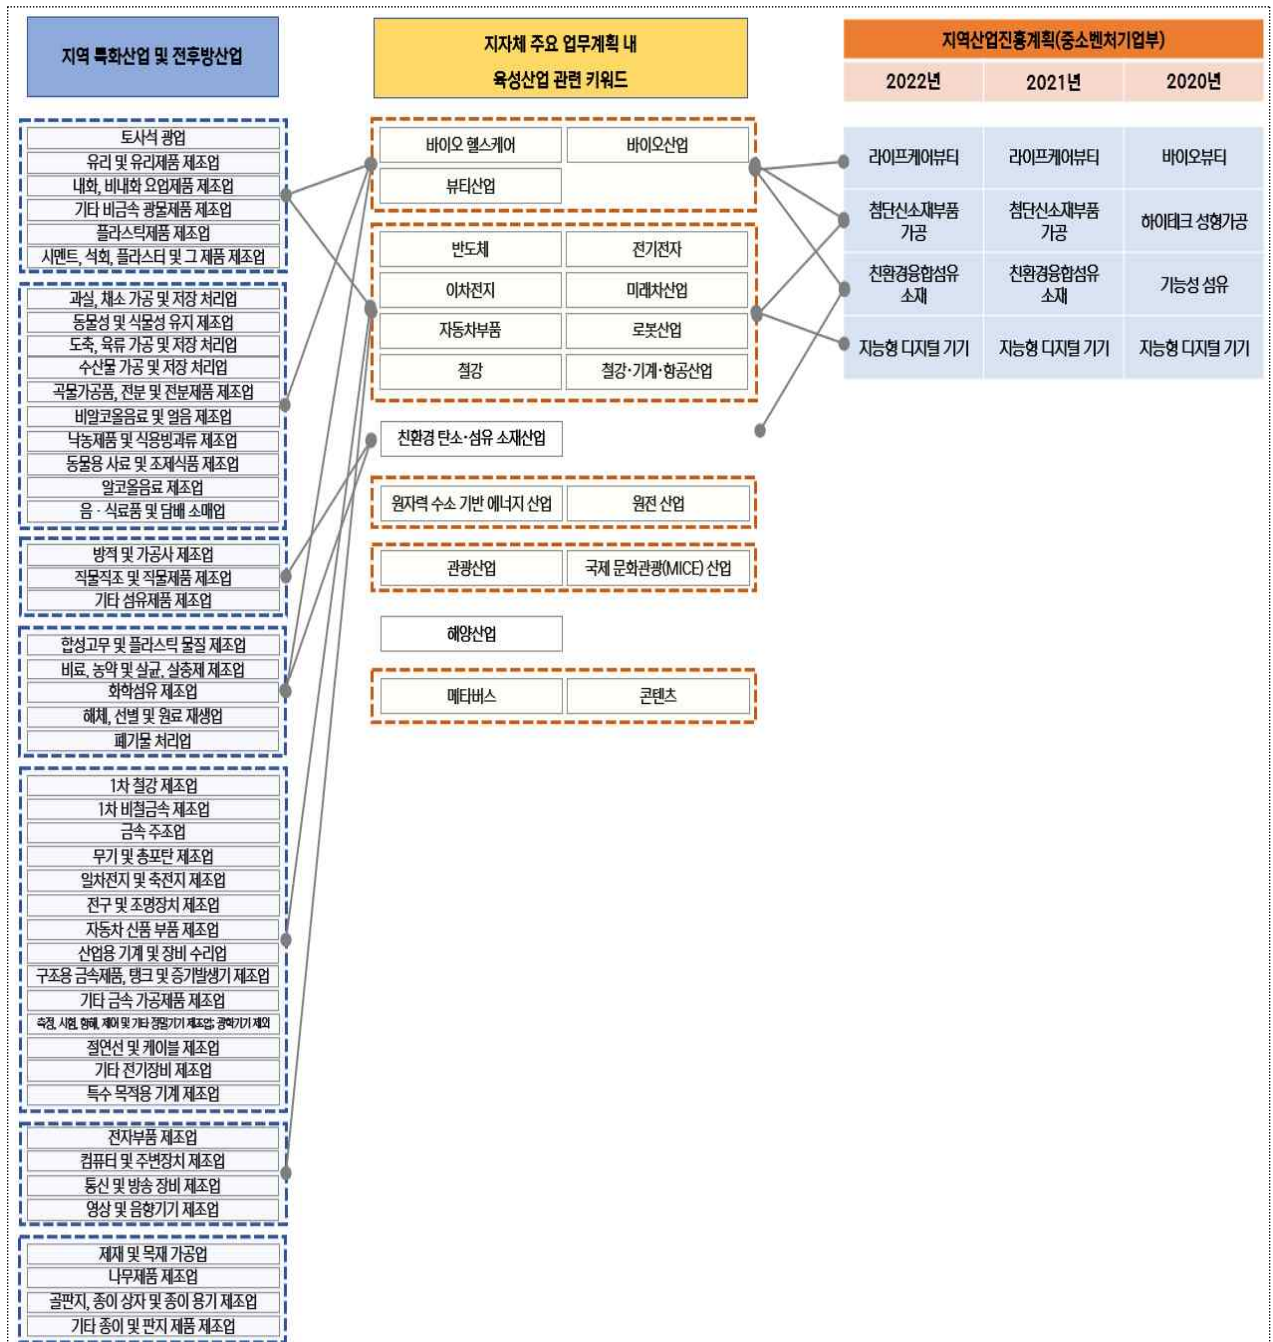 지역 특화산업 및 전후방산업
토사석 광업
유리 및 유리제품 제조업
내화, 비내화 요업제품 제조업
기타 비금속 광물제품 제조업
플라스틱제품 제조업
시멘트, 석회, 플라스터 및 그 제품 제조업
과실, 채소 가공 및 저장 처리업
동물성 및 식물성 유지 제조업
도축, 육류 가공 및 저장 처리업
수산물 가공 및 저장 처리업
곡물가공품, 전분 및 전분제품 제조업
비알코올음료 및 얼음 제조업
낙농제품 및 식용빙과류 제조업
동물용 사료 및 조제식품 제조업
알코올음료 제조업
음·식료품 및 담배 소매업
방적 및 가공사 제조업
직물직조 및 직물제품 제조업
기타 섬유제품 제조업
합성고무 및 플라스틱 물질 제조업
비료, 농약 및 살균, 살충제 제조업
화학섬유 제조업
해체, 선별 및 원료 재생업
폐기물 처리업
1차 철강 제조업
1차 비철금속 제조업
금속 주조업
무기 및 총포탄 제조업
일차전지 및 축전지 제조업
전구 및 조명장치 제조업
자동차 신품 부품 제조업
산업용 기계 및 장비 수리업
구조용 금속제품, 탱크 및 증기발생기 제조업
기타 금속 가공제품 제조업
측정, 시험, 항해, 제어 및 기타 정밀기기 제조업; 광학기기 제외
절연선 및 케이블 제조업
기타 전기장비 제조업
특수 목적용 기계 제조업
전자부품 제조업
컴퓨터 및 주변장치 제조업
통신 및 방송 장비 제조업
영상 및 음향기기 제조업
제재 및 목재 가공업
나무제품 제조업
골판지, 종이 상자 및 종이 용기 제조업
기타 종이 및 판지 제품 제조업
지자체 주요 업무계획 내
육성산업 관련 키워드
바이오 헬스케어
바이오산업
뷰티산업
반도체
전기전자
이차전지
미래차산업
자동차부품
로봇산업
철강
철강·기계·항공산업
친환경 탄소·섬유 소재산업
원자력 수소 기반 에너지 산업
원전 산업
관광산업
국제 문화관광(MICE) 산업
해양산업
메타버스
콘텐츠
지역산업진흥계획(중소벤처기업부)
2022년
2021년
2020년
라이프케어뷰티
라이프케어뷰티
바이오뷰티
첨단신소재부품
가공
첨단신소재부품
가공
하이테크 성형가공
친환경융합섬유
소재
친환경융합섬유
소재
기능성 섬유
지능형 디지털 기기
지능형 디지털 기기
지능형 디지털 기기